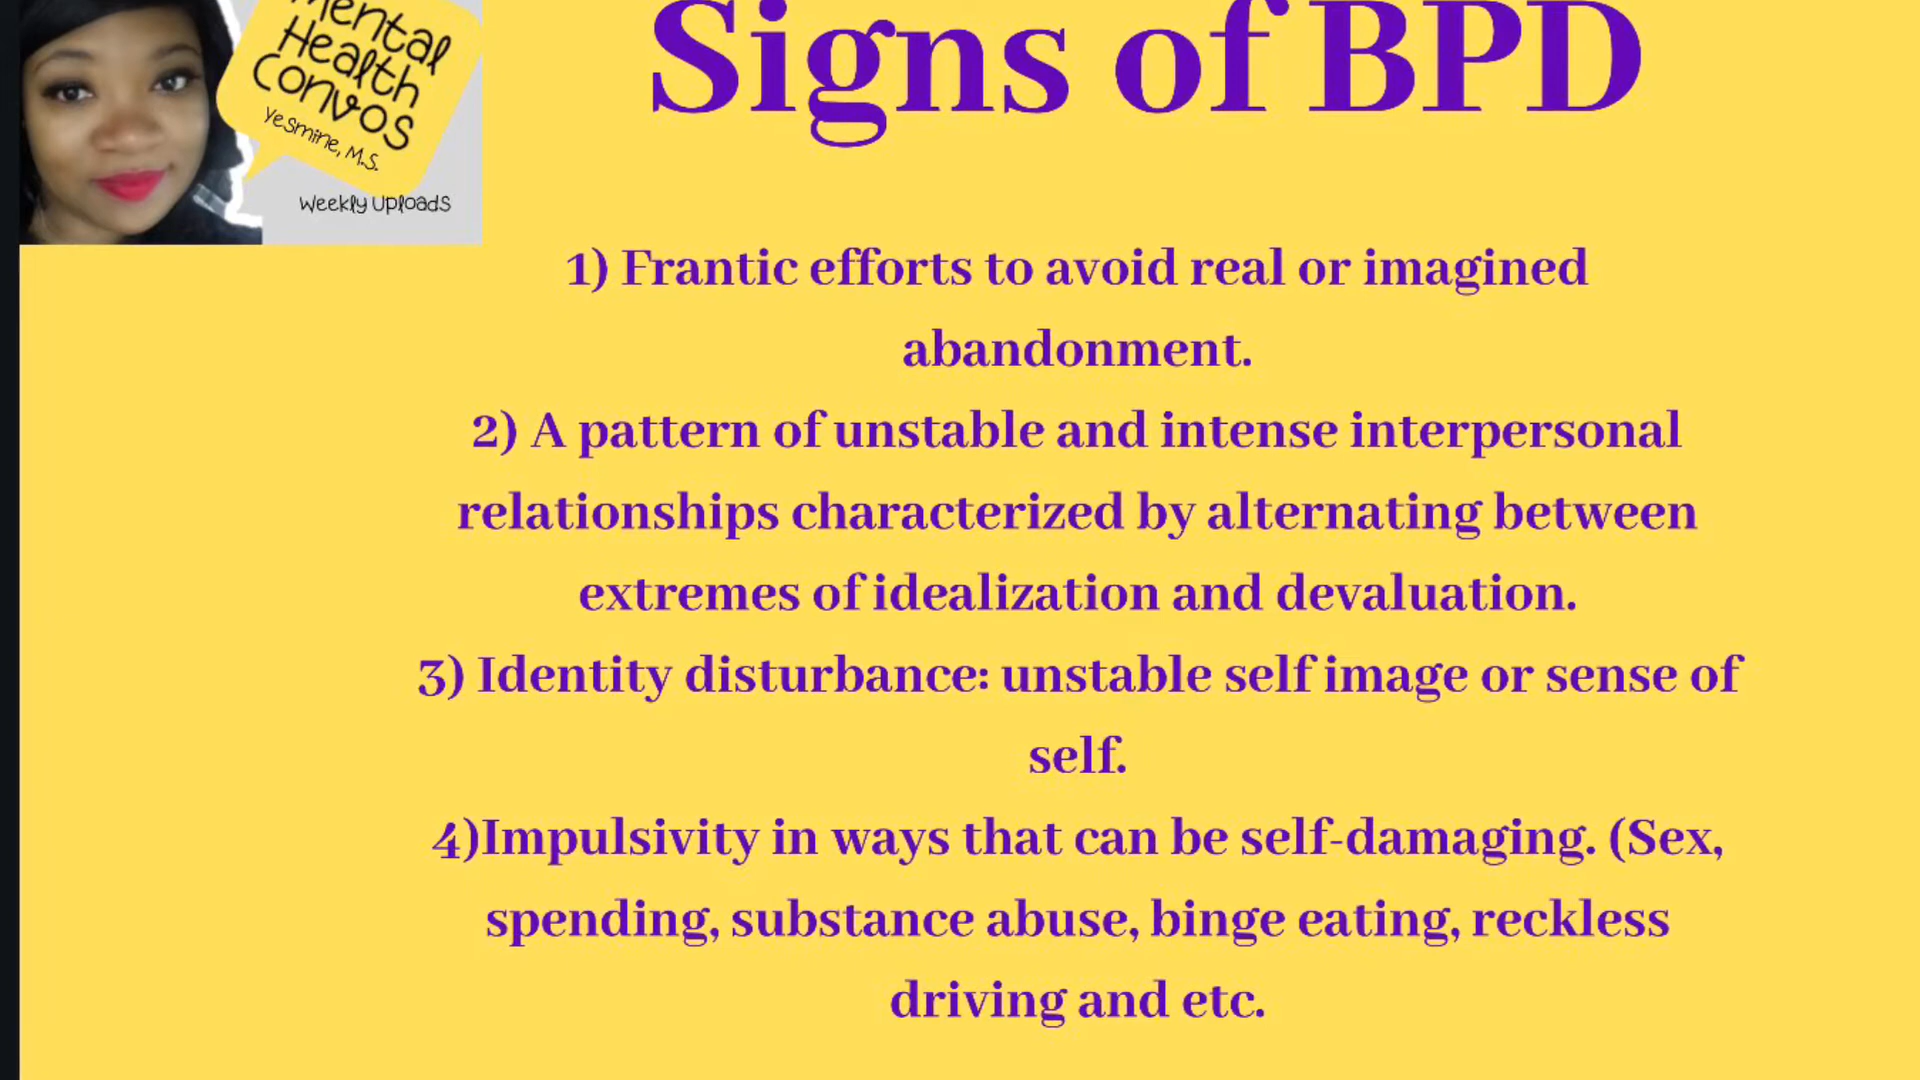 Mental
Health
Convos
Yesmine, M.S.
Weekly Uploads
Signs of BPD
1) Frantic efforts to avoid real or imagined
abandonment.
2) A pattern of unstable and intense interpersonal
relationships characterized by alternating between
extremes of idealization and devaluation.
3) Identity disturbance: unstable self image or sense of
self.
4)Impulsivity in ways that can be self-damaging. (Sex,
spending, substance abuse, binge eating, reckless
driving and etc.